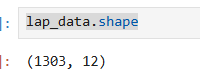 ]: lap_data.shape
]: (1303, 12)